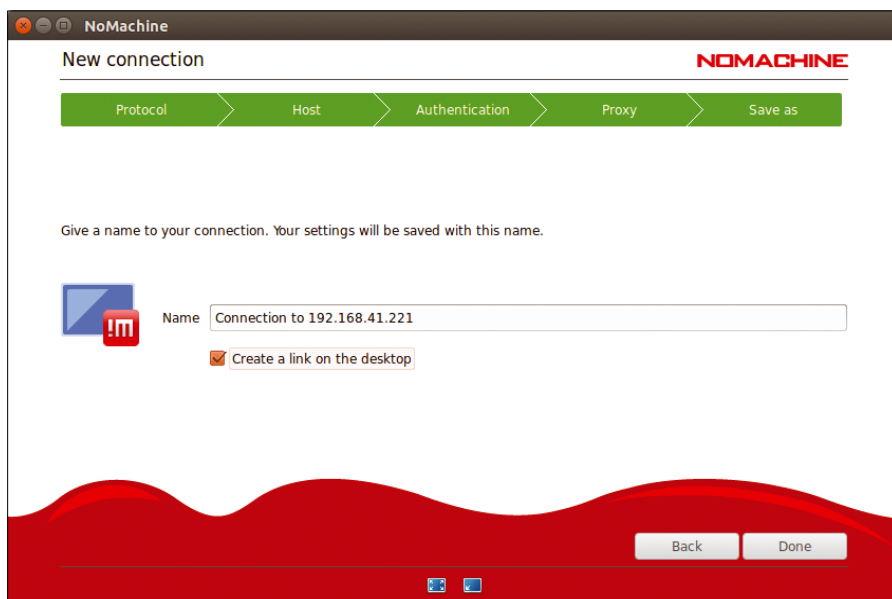 NoMachine
New connection
NOMACHINE
Protocol Host Authentication Proxy Save as
Give a name to your connection. Your settings will be saved with this name.
!m
Name Connection to 192.168.41.221
Create a link on the desktop
Back Done